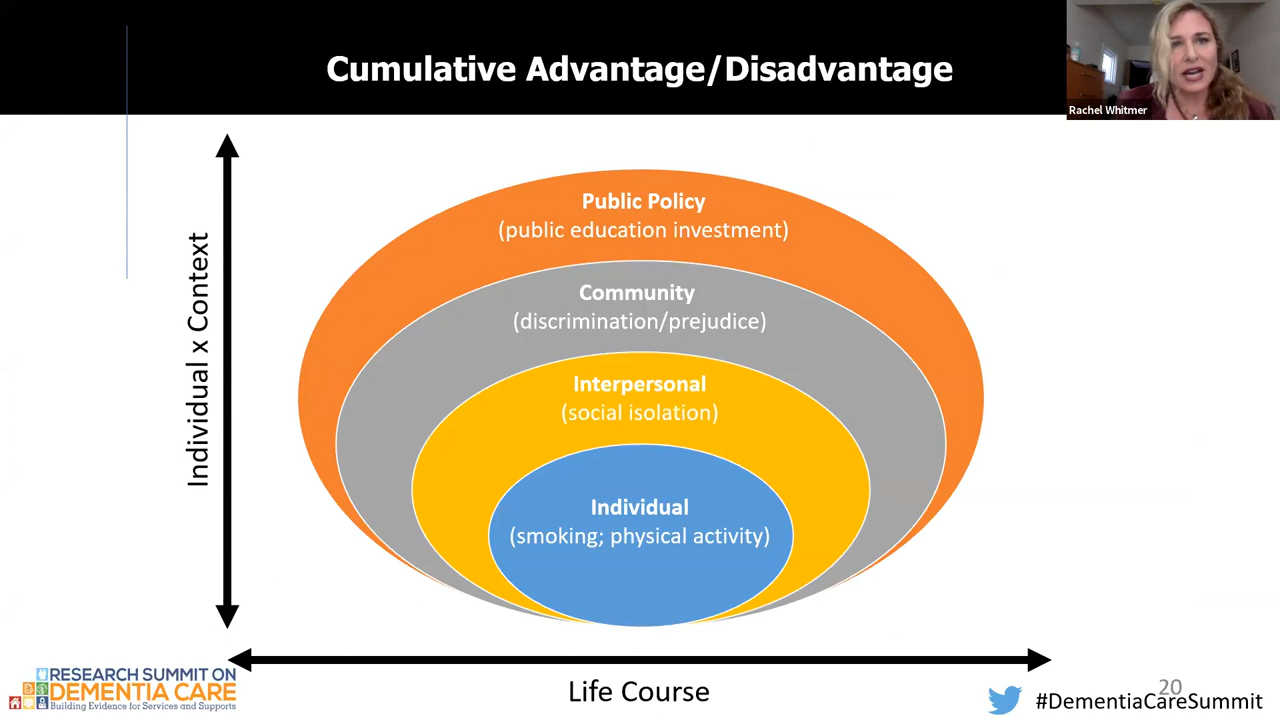 Cumulative Advantage/Disadvantage
Rachel Whitmer
Individual x Context
Public Policy
(public education investment)
Community
(discrimination/prejudice)
Interpersonal
(social isolation)
Individual
(smoking; physical activity)
Life Course
RESEARCH SUMMIT ON
DEMENTIA CARE
Building Evidence for Services and Supports
20
#DementiaCareSummit